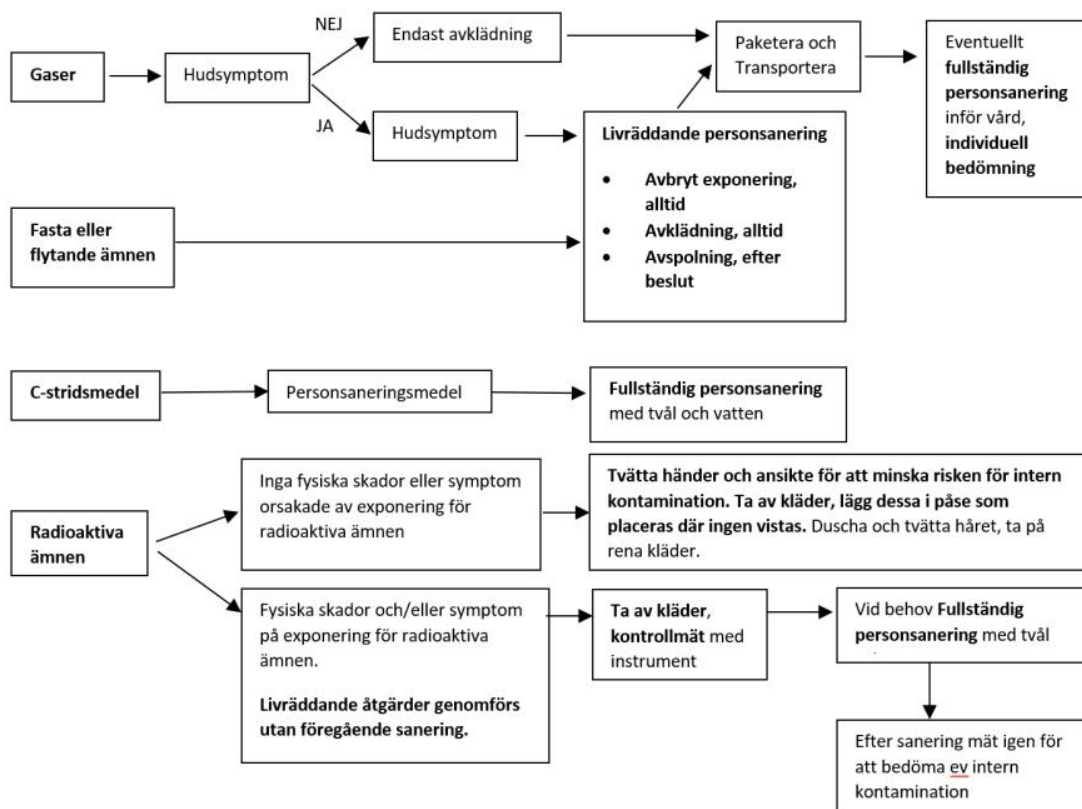 Gaser
Hudsymptom
NEJ
Endast avklädning
Paketera och
Transportera
Eventuellt
fullständig
personsanering
inför vård,
individuell
bedömning
JA
Hudsymptom
Livräddande personsanering
• Avbryt exponering,
alltid
• Avklädning, alltid
• Avspolning, efter
beslut
Fasta eller
flytande ämnen
C-stridsmedel
Personsaneringsmedel
Fullständig personsanering
med tvål och vatten
Radioaktiva
ämnen
Inga fysiska skador eller symptom
orsakade av exponering för
radioaktiva ämnen
Tvätta händer och ansikte för att minska risken för intern
kontamination. Ta av kläder, lägg dessa i påse som
placeras där ingen vistas. Duscha och tvätta håret, ta på
rena kläder.
Fysiska skador och/eller symptom
på exponering för radioaktiva
ämnen.
Livräddande åtgärder genomförs
utan föregående sanering.
Ta av kläder,
kontrollmät med
instrument
Vid behov Fullständig
personsanering med tvål
Efter sanering mät igen för
att bedöma ev intern
kontamination